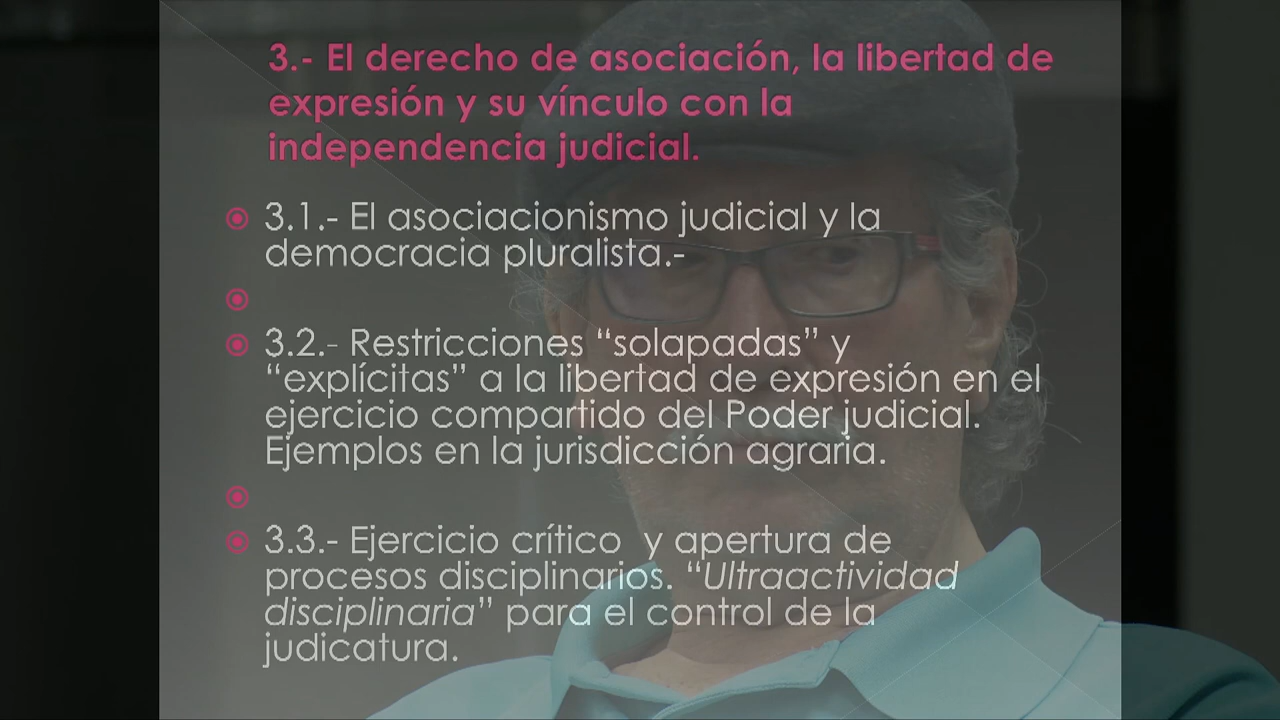 3.- El derecho de asociación, la libertad de
expresión y su vínculo con la
independencia judicial.
3.1.- El asociacionismo judicial y la
democracia pluralista.-
3.2.- Restricciones “solapadas” y
“explícitas” a la libertad de expresión en el
ejercicio compartido del Poder judicial.
Ejemplos en la jurisdicción agraria.
3.3.- Ejercicio crítico  y apertura de
procesos disciplinarios. “Ultraactividad
disciplinaria” para el control de la
judicatura.